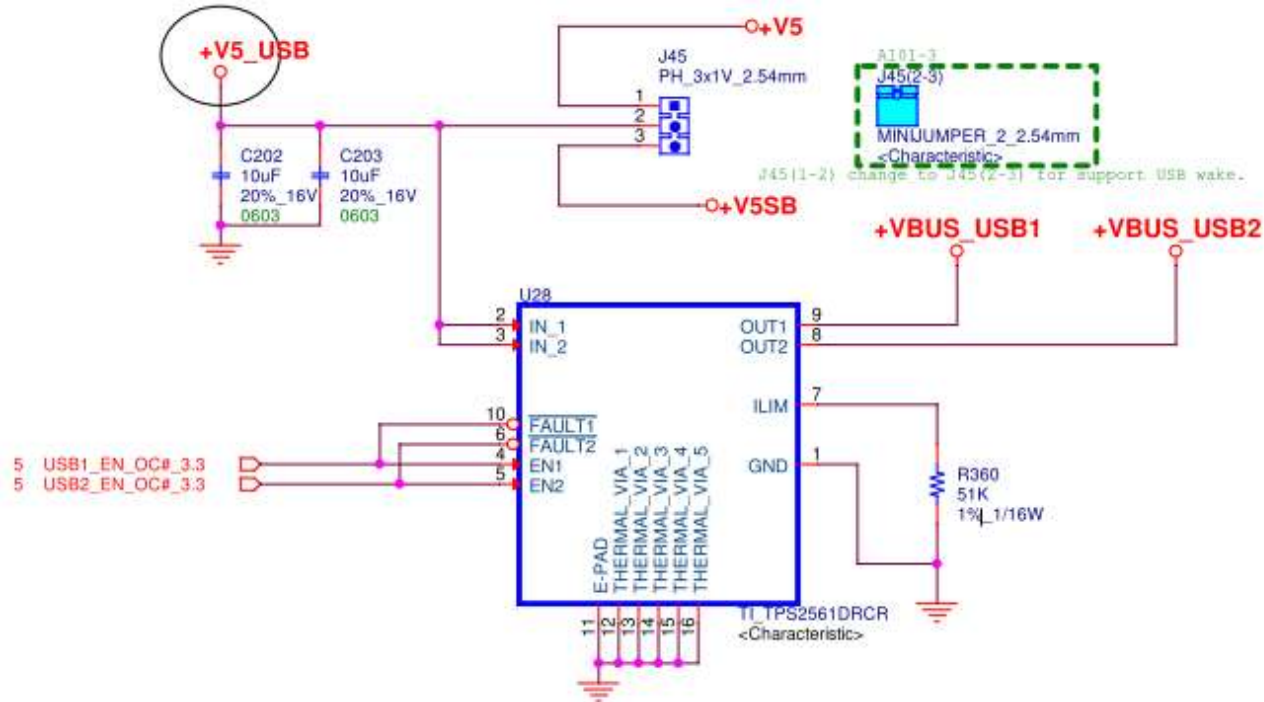 +V5_USB
+V5
J45
PH_3x1V_2.54mm
1
2
3
A101-3
J45(2-3)
MINIJUMPER_2_2.54mm
<Characteristic>
J45(1-2) change to J45(2-3) for support USB wake.
C202
10uF
20%_16V
0603
C203
10uF
20%_16V
0603
+V5SB
+VBUS_USB1
+VBUS_USB2
U28
2
IN_1
3
IN_2
OUT1
9
OUT2
8
ILIM
7
10
FAULT1
6
FAULT2
4
EN1
5
EN2
GND
1
5 USB1_EN_OC#_3.3
5 USB2_EN_OC#_3.3
R360
51K
1%_1/16W
E-PAD
THERMAL_VIA_1
THERMAL_VIA_2
THERMAL_VIA_3
THERMAL_VIA_4
THERMAL_VIA_5
11
12
13
14
15
16
TI_TPS2561DRCR
<Characteristic>